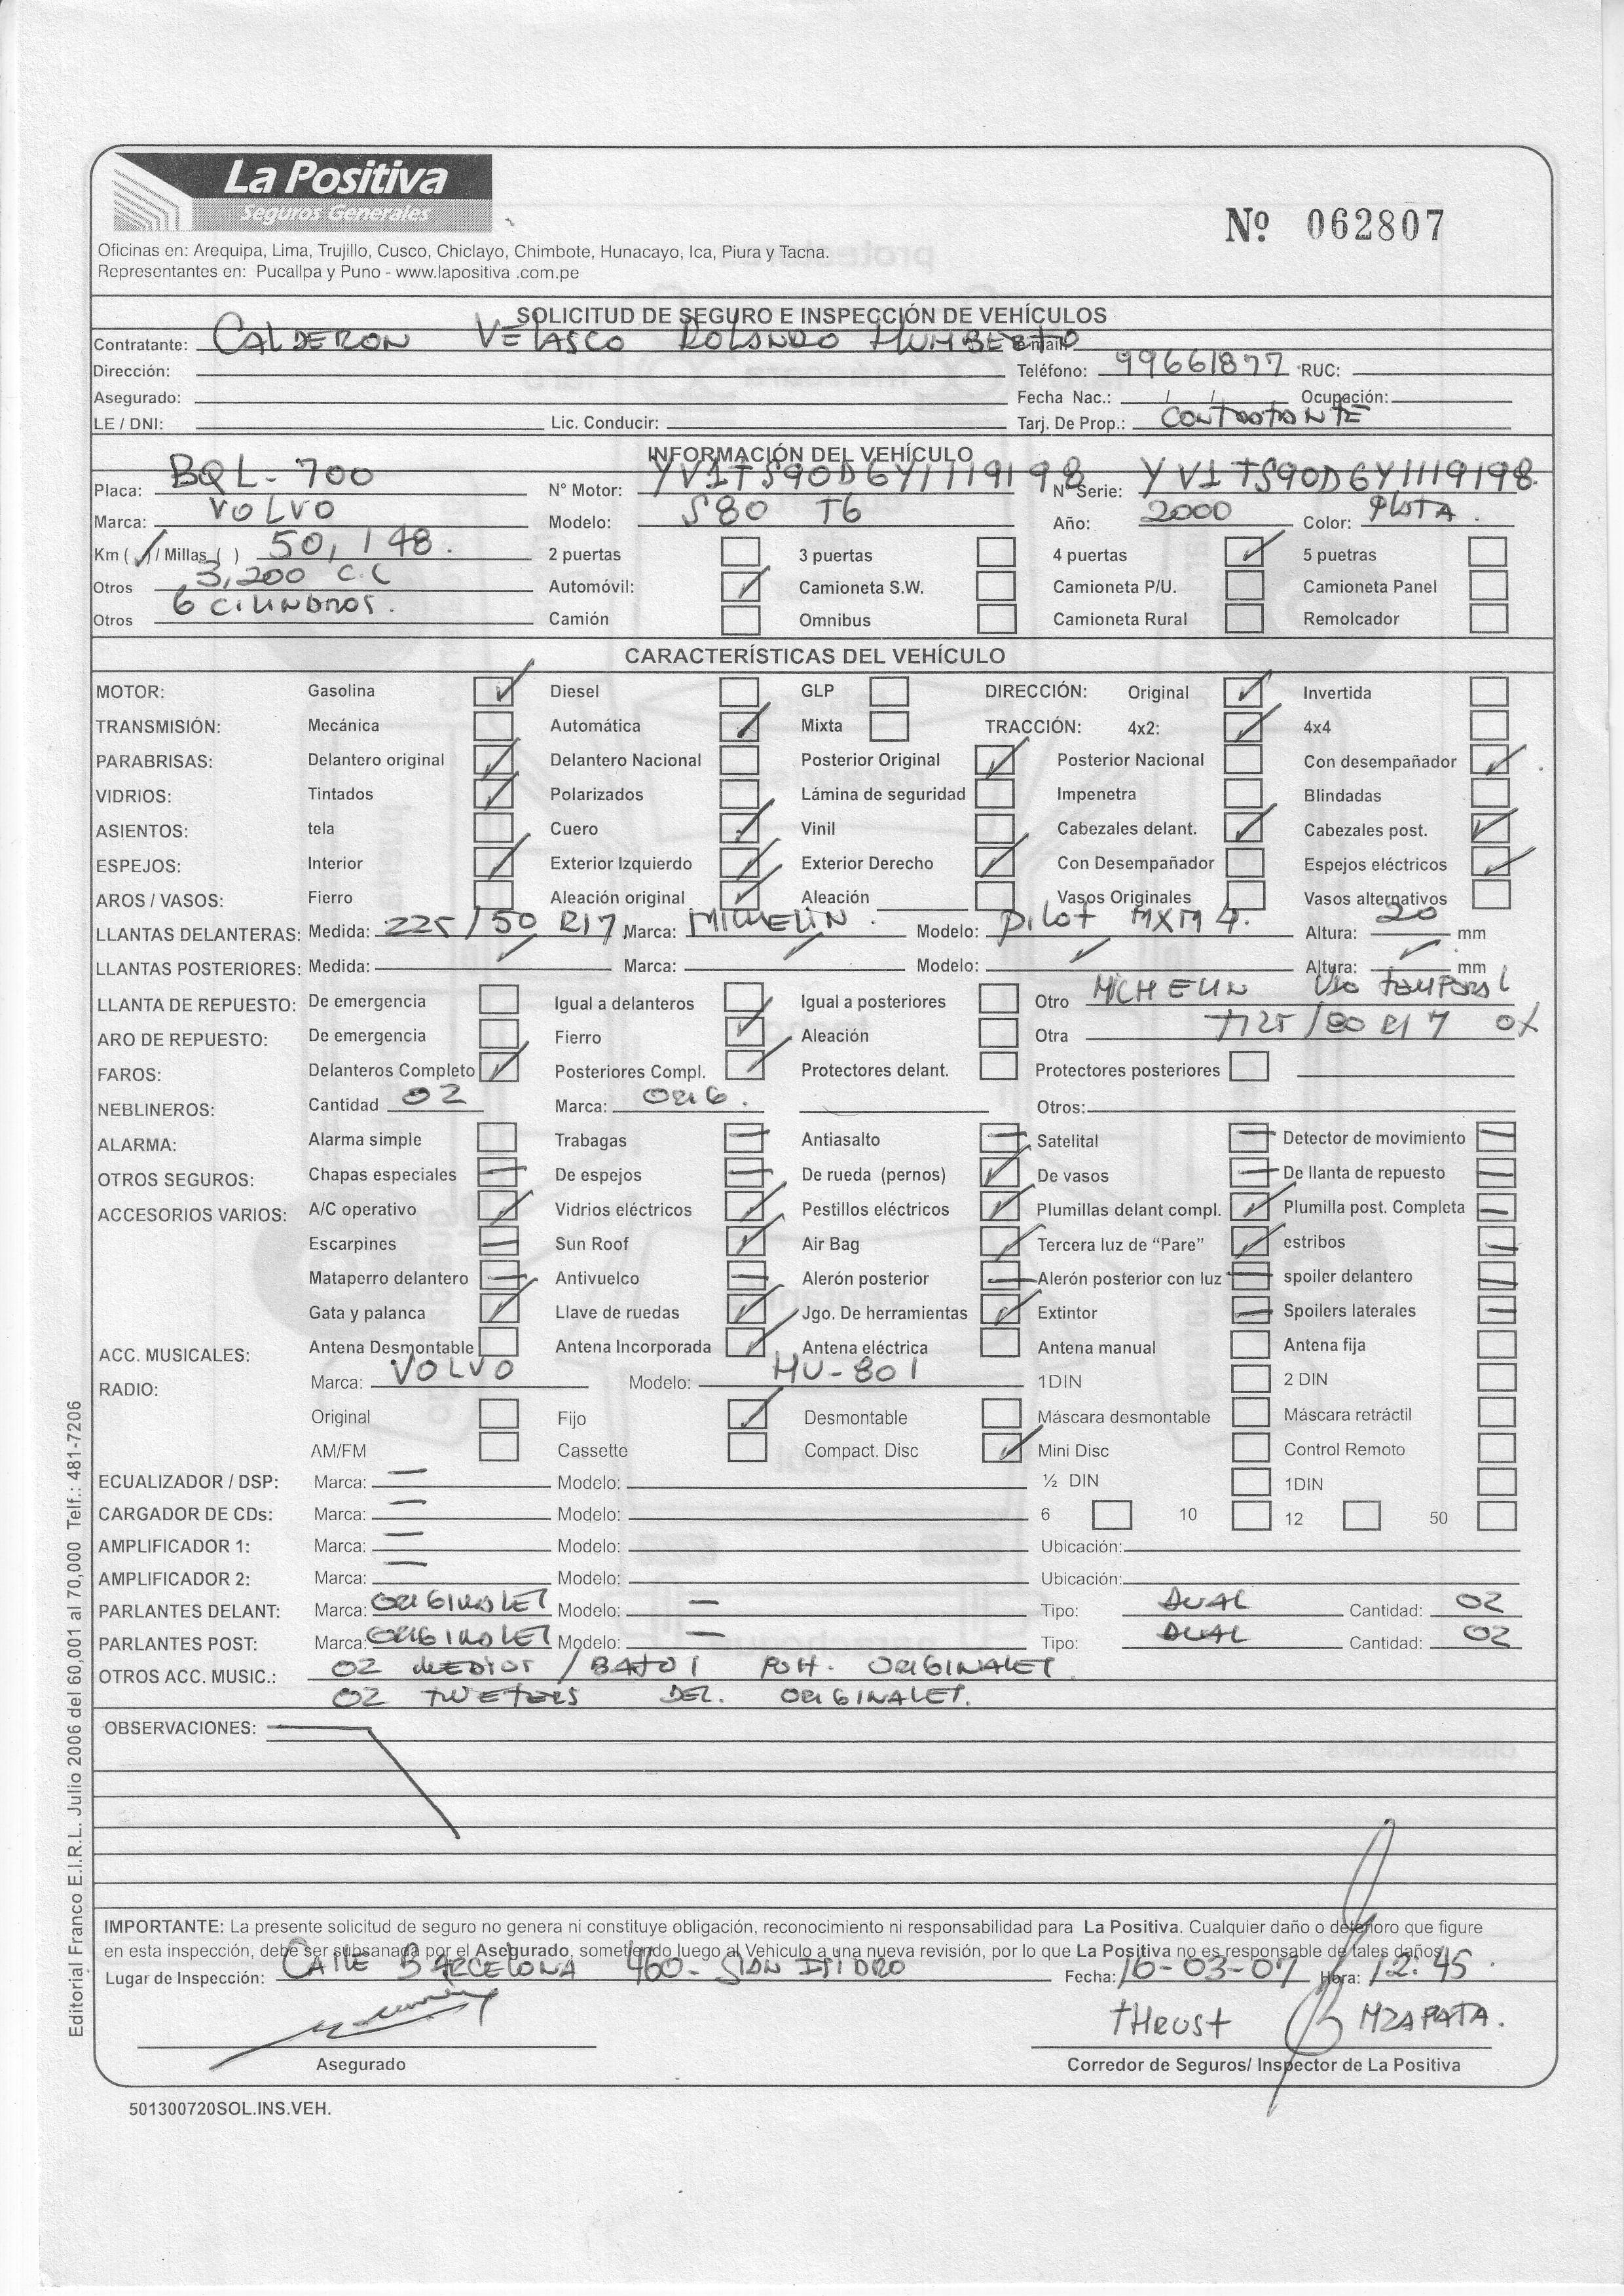 La Positiva
Seguros Generales
Nº 062807
Oficinas en: Arequipa, Lima, Trujillo, Cusco, Chiclayo, Chimbote, Hunacayo, Ica, Piura y Tacna.
Representantes en: Pucallpa y Puno - www.lapositiva .com.pe
SOLICITUD DE SEGURO E INSPECCIÓN DE VEHÍCULOS
Contratante: CALDERON VELASCO ROLANDO HUMBERTO
Dirección: Teléfono: 99661877 RUC:
Asegurado: Fecha Nac.: / / Ocupación:
LE / DNI: Lic. Conducir: Tarj. De Prop.: CONTRATANTE
INFORMACIÓN DEL VEHÍCULO
Placa: BQL-700 N° Motor: YV1TS90D6Y1119198 N° Serie: YV1TS90D6Y1119198
Marca: VOLVO Modelo: S80 T6 Año: 2000 Color: PLATA.
Km (✓) / Millas ( ) 50,148. 2 puertas 3 puertas 4 puertas ✓ 5 puetras
Otros 3,200 C.C Automóvil: ✓ Camioneta S.W. Camioneta P/U. Camioneta Panel
Otros 6 CILINDROS. Camión Omnibus Camioneta Rural Remolcador
CARACTERÍSTICAS DEL VEHÍCULO
MOTOR: Gasolina ✓ Diesel GLP DIRECCIÓN: Original ✓ Invertida
TRANSMISIÓN: Mecánica Automática ✓ Mixta TRACCIÓN: 4x2: ✓ 4x4
PARABRISAS: Delantero original ✓ Delantero Nacional Posterior Original ✓ Posterior Nacional Con desempañador ✓
VIDRIOS: Tintados ✓ Polarizados Lámina de seguridad Impenetra Blindadas
ASIENTOS: tela Cuero ✓ Vinil Cabezales delant. ✓ Cabezales post. ✓
ESPEJOS: Interior ✓ Exterior Izquierdo ✓ Exterior Derecho ✓ Con Desempañador Espejos eléctricos ✓
AROS / VASOS: Fierro Aleación original ✓ Aleación Vasos Originales Vasos alternativos
LLANTAS DELANTERAS: Medida: 225/50 R17 Marca: MICHELIN. Modelo: PILOT MXM4. Altura: 20 mm
LLANTAS POSTERIORES: Medida: ✓ Marca: ✓ Modelo: ✓ Altura: ✓ mm
LLANTA DE REPUESTO: De emergencia Igual a delanteros Igual a posteriores Otro MICHELIN USO TEMPORAL
ARO DE REPUESTO: De emergencia Fierro ✓ Aleación Otra T125/80 R17
FAROS: Delanteros Completo ✓ Posteriores Compl. ✓ Protectores delant. Protectores posteriores
NEBLINEROS: Cantidad 02 Marca: ORIG. Otros:
ALARMA: Alarma simple Trabagas — Antiasalto — Satelital — Detector de movimiento —
OTROS SEGUROS: Chapas especiales — De espejos — De rueda (pernos) ✓ De vasos — De llanta de repuesto —
ACCESORIOS VARIOS: A/C operativo ✓ Vidrios eléctricos ✓ Pestillos eléctricos ✓ Plumillas delant compl. ✓ Plumilla post. Completa —
Escarpines — Sun Roof ✓ Air Bag ✓ Tercera luz de "Pare" ✓ estribos —
Mataperro delantero — Antivuelco — Alerón posterior — Alerón posterior con luz — spoiler delantero —
Gata y palanca ✓ Llave de ruedas ✓ Jgo. De herramientas ✓ Extintor — Spoilers laterales —
ACC. MUSICALES: Antena Desmontable Antena Incorporada ✓ Antena eléctrica Antena manual Antena fija
RADIO: Marca: VOLVO Modelo: HU-801 1DIN 2 DIN
Original Fijo ✓ Desmontable Máscara desmontable Máscara retráctil
AM/FM Cassette Compact. Disc ✓ Mini Disc Control Remoto
ECUALIZADOR / DSP: Marca: — Modelo: ½ DIN 1DIN
CARGADOR DE CDs: Marca: — Modelo: 6 10 12 50
AMPLIFICADOR 1: Marca: — Modelo: Ubicación:
AMPLIFICADOR 2: Marca: — Modelo: Ubicación:
PARLANTES DELANT: Marca: ORIGINALES Modelo: — Tipo: DUAL Cantidad: 02
PARLANTES POST: Marca: ORIGINALES Modelo: — Tipo: DUAL Cantidad: 02
OTROS ACC. MUSIC.: 02 MEDIOS / BAJOS POST. ORIGINALES
02 TWETERS DEL. ORIGINALES.
OBSERVACIONES:
IMPORTANTE: La presente solicitud de seguro no genera ni constituye obligación, reconocimiento ni responsabilidad para La Positiva. Cualquier daño o deterioro que figure
en esta inspección, debe ser subsanada por el Asegurado, sometiendo luego al Vehiculo a una nueva revisión, por lo que La Positiva no es responsable de tales daños.
Lugar de Inspección: CALLE BARCELONA 460- SAN ISIDRO Fecha: 16-03-07 Hora: 12:45.
THRUST MZAPATA.
Asegurado Corredor de Seguros/ Inspector de La Positiva
501300720SOL.INS.VEH.
Editorial Franco E.I.R.L. Julio 2006 del 60,001 al 70,000 Telf.: 481-7206